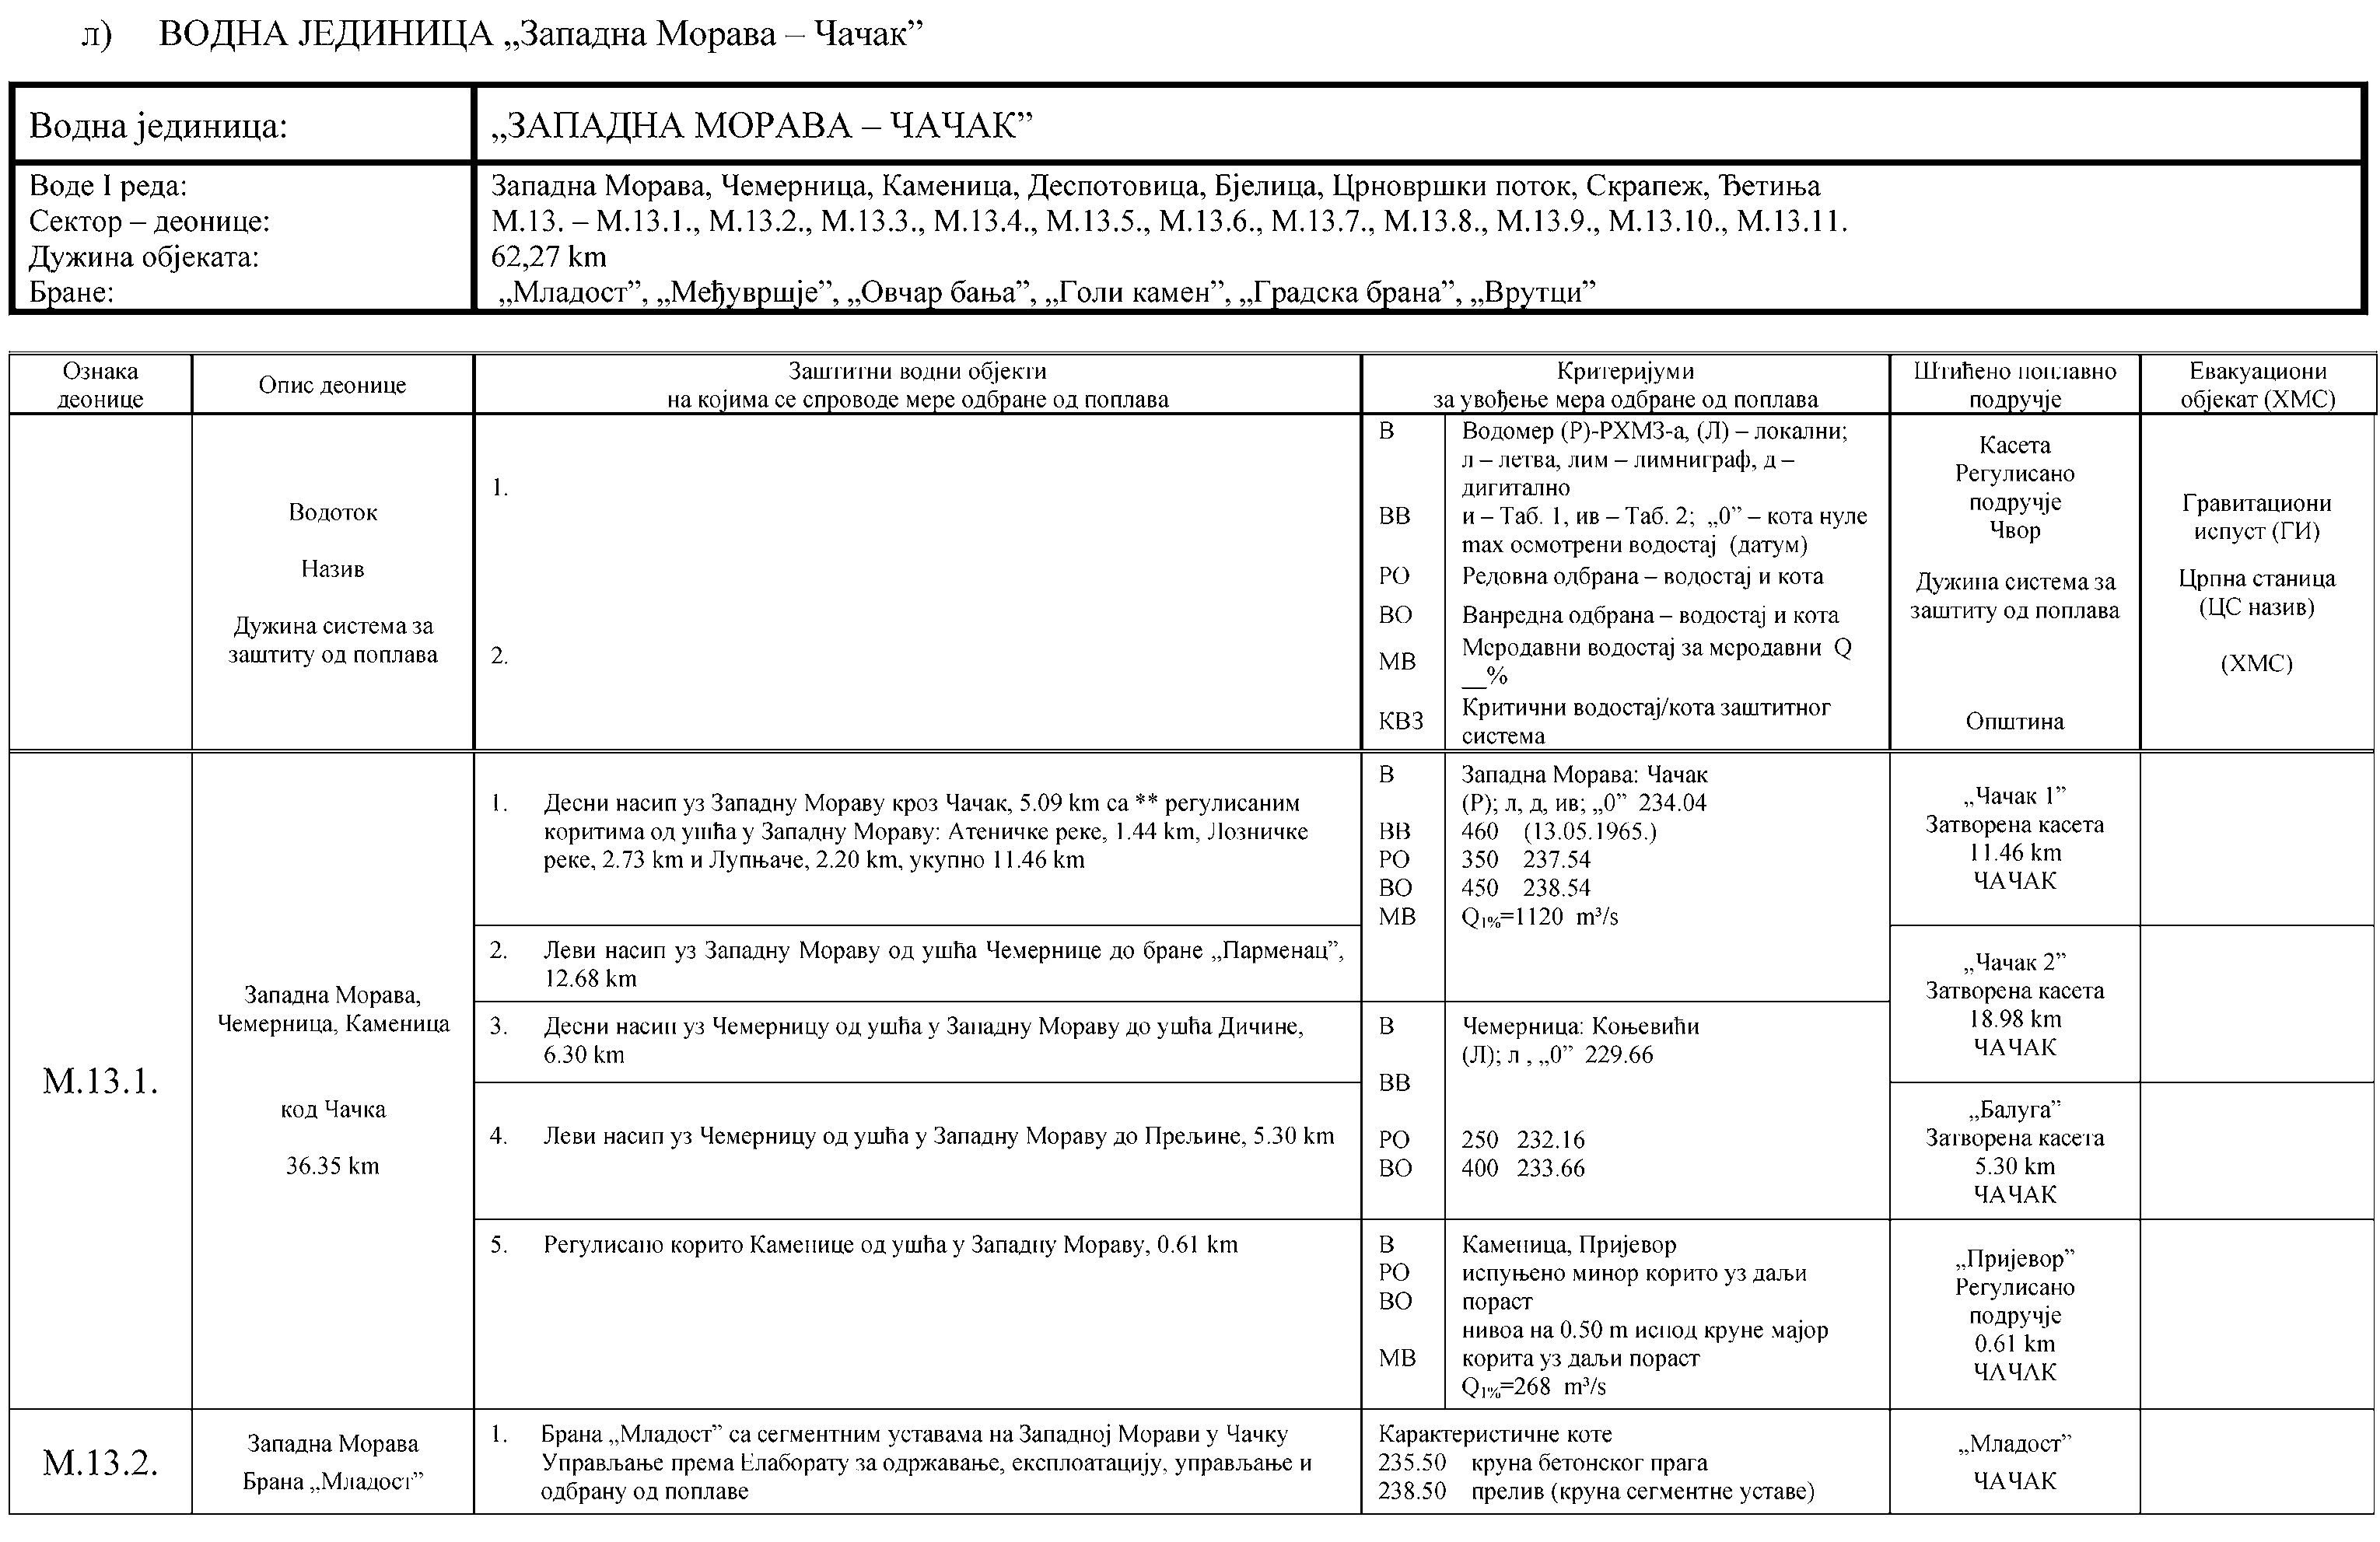 л) ВОДНА ЈЕДИНИЦА „Западна Морава – Чачак”
Водна јединица:
„ЗАПАДНА МОРАВА – ЧАЧАК”
Воде I реда:
Западна Морава, Чемерница, Каменица, Деспотовица, Бјелица, Црновршки поток, Скрапеж, Ђетиња
Сектор – деонице:
М.13. – М.13.1., М.13.2., М.13.3., М.13.4., М.13.5., М.13.6., М.13.7., М.13.8., М.13.9., М.13.10., М.13.11.
Дужина објеката:
62,27 km
Бране:
„Младост”, „Међувршје”, „Овчар бања”, „Голи камен”, „Градска брана”, „Врутци”
Ознака
деонице
Опис деонице
Заштитни водни објекти
на којима се спроводе мере одбране од поплава
Критеријуми
за увођење мера одбране од поплава
Штићено поплавно
подручје
Евакуациони
објекат (ХМС)
Водоток
Назив
Дужина система за
заштиту од поплава
1.
2.
В Водомер (Р)-РХМЗ-а, (Л) – локални;
л – летва, лим – лимниграф, д –
дигитално
ВВ и – Таб. 1, ив – Таб. 2; „0” – кота нуле
max осмотрени водостај (датум)
РО Редовна одбрана – водостај и кота
ВО Ванредна одбрана – водостај и кота
МВ Меродавни водостај за меродавни Q
__%
КВЗ Критични водостај/кота заштитног
система
Касета
Регулисано
подручје
Чвор
Дужина система за
заштиту од поплава
Општина
Гравитациони
испуст (ГИ)
Црпна станица
(ЦС назив)
(ХМС)
М.13.1.
Западна Морава,
Чемерница, Каменица
код Чачка
36.35 km
1. Десни насип уз Западну Мораву кроз Чачак, 5.09 km са ** регулисаним
коритима од ушћа у Западну Мораву: Атеничке реке, 1.44 km, Лозничке
реке, 2.73 km и Лупњаче, 2.20 km, укупно 11.46 km
2. Леви насип уз Западну Мораву од ушћа Чемернице до бране „Парменац”,
12.68 km
3. Десни насип уз Чемерницу од ушћа у Западну Мораву до ушћа Дичине,
6.30 km
4. Леви насип уз Чемерницу од ушћа у Западну Мораву до Прељине, 5.30 km
5. Регулисано корито Каменице од ушћа у Западну Мораву, 0.61 km
В Западна Морава: Чачак
(Р); л, д, ив; „0” 234.04
ВВ 460 (13.05.1965.)
РО 350 237.54
ВО 450 238.54
МВ Q1%=1120 m³/s
В Чемерница: Коњевићи
(Л); л , „0” 229.66
ВВ
РО 250 232.16
ВО 400 233.66
В Каменица, Пријевор
РО испуњено минор корито уз даљи
ВО пораст
нивоа на 0.50 m испод круне мајор
МВ корита уз даљи пораст
Q1%=268 m³/s
„Чачак 1”
Затворена касета
11.46 km
ЧАЧАК
„Чачак 2”
Затворена касета
18.98 km
ЧАЧАК
„Балуга”
Затворена касета
5.30 km
ЧАЧАК
„Пријевор”
Регулисано
подручје
0.61 km
ЧАЧАК
М.13.2.
Западна Морава
Брана „Младост”
1. Брана „Младост” са сегментним уставама на Западној Морави у Чачку
Управљање према Елаборату за одржавање, експлоатацију, управљање и
одбрану од поплаве
Карактеристичне коте
235.50 круна бетонског прага
238.50 прелив (круна сегментне уставе)
„Младост”
ЧАЧАК